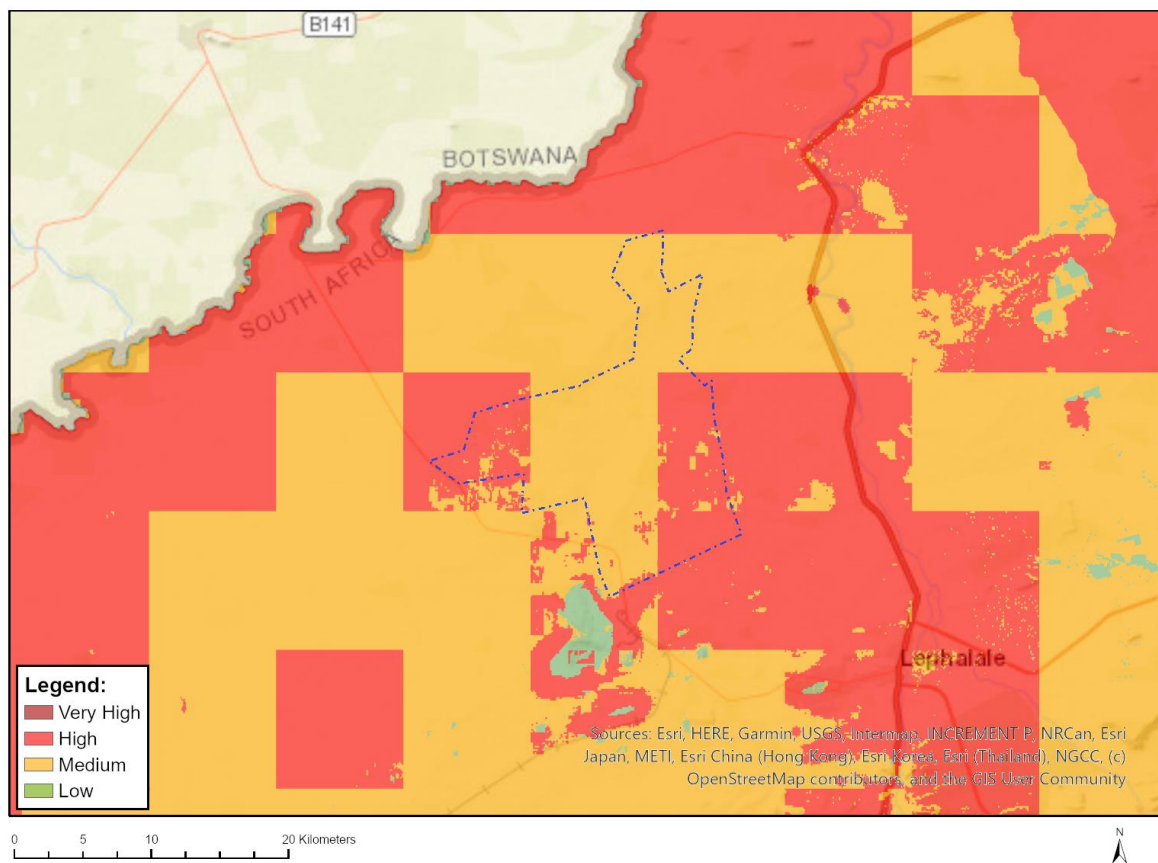 B141
BOTSWANA
SOUTH AFRICA
Lephalale
Legend:
Very High
High
Medium
Low
Sources: Esri, HERE, Garmin, USGS, Intermap, INCREMENT P, NRCan, Esri
Japan, METI, Esri China (Hong Kong), Esri Korea, Esri (Thailand), NGCC, (c)
OpenStreetMap contributors, and the GIS User Community
0 5 10 20 Kilometers
N